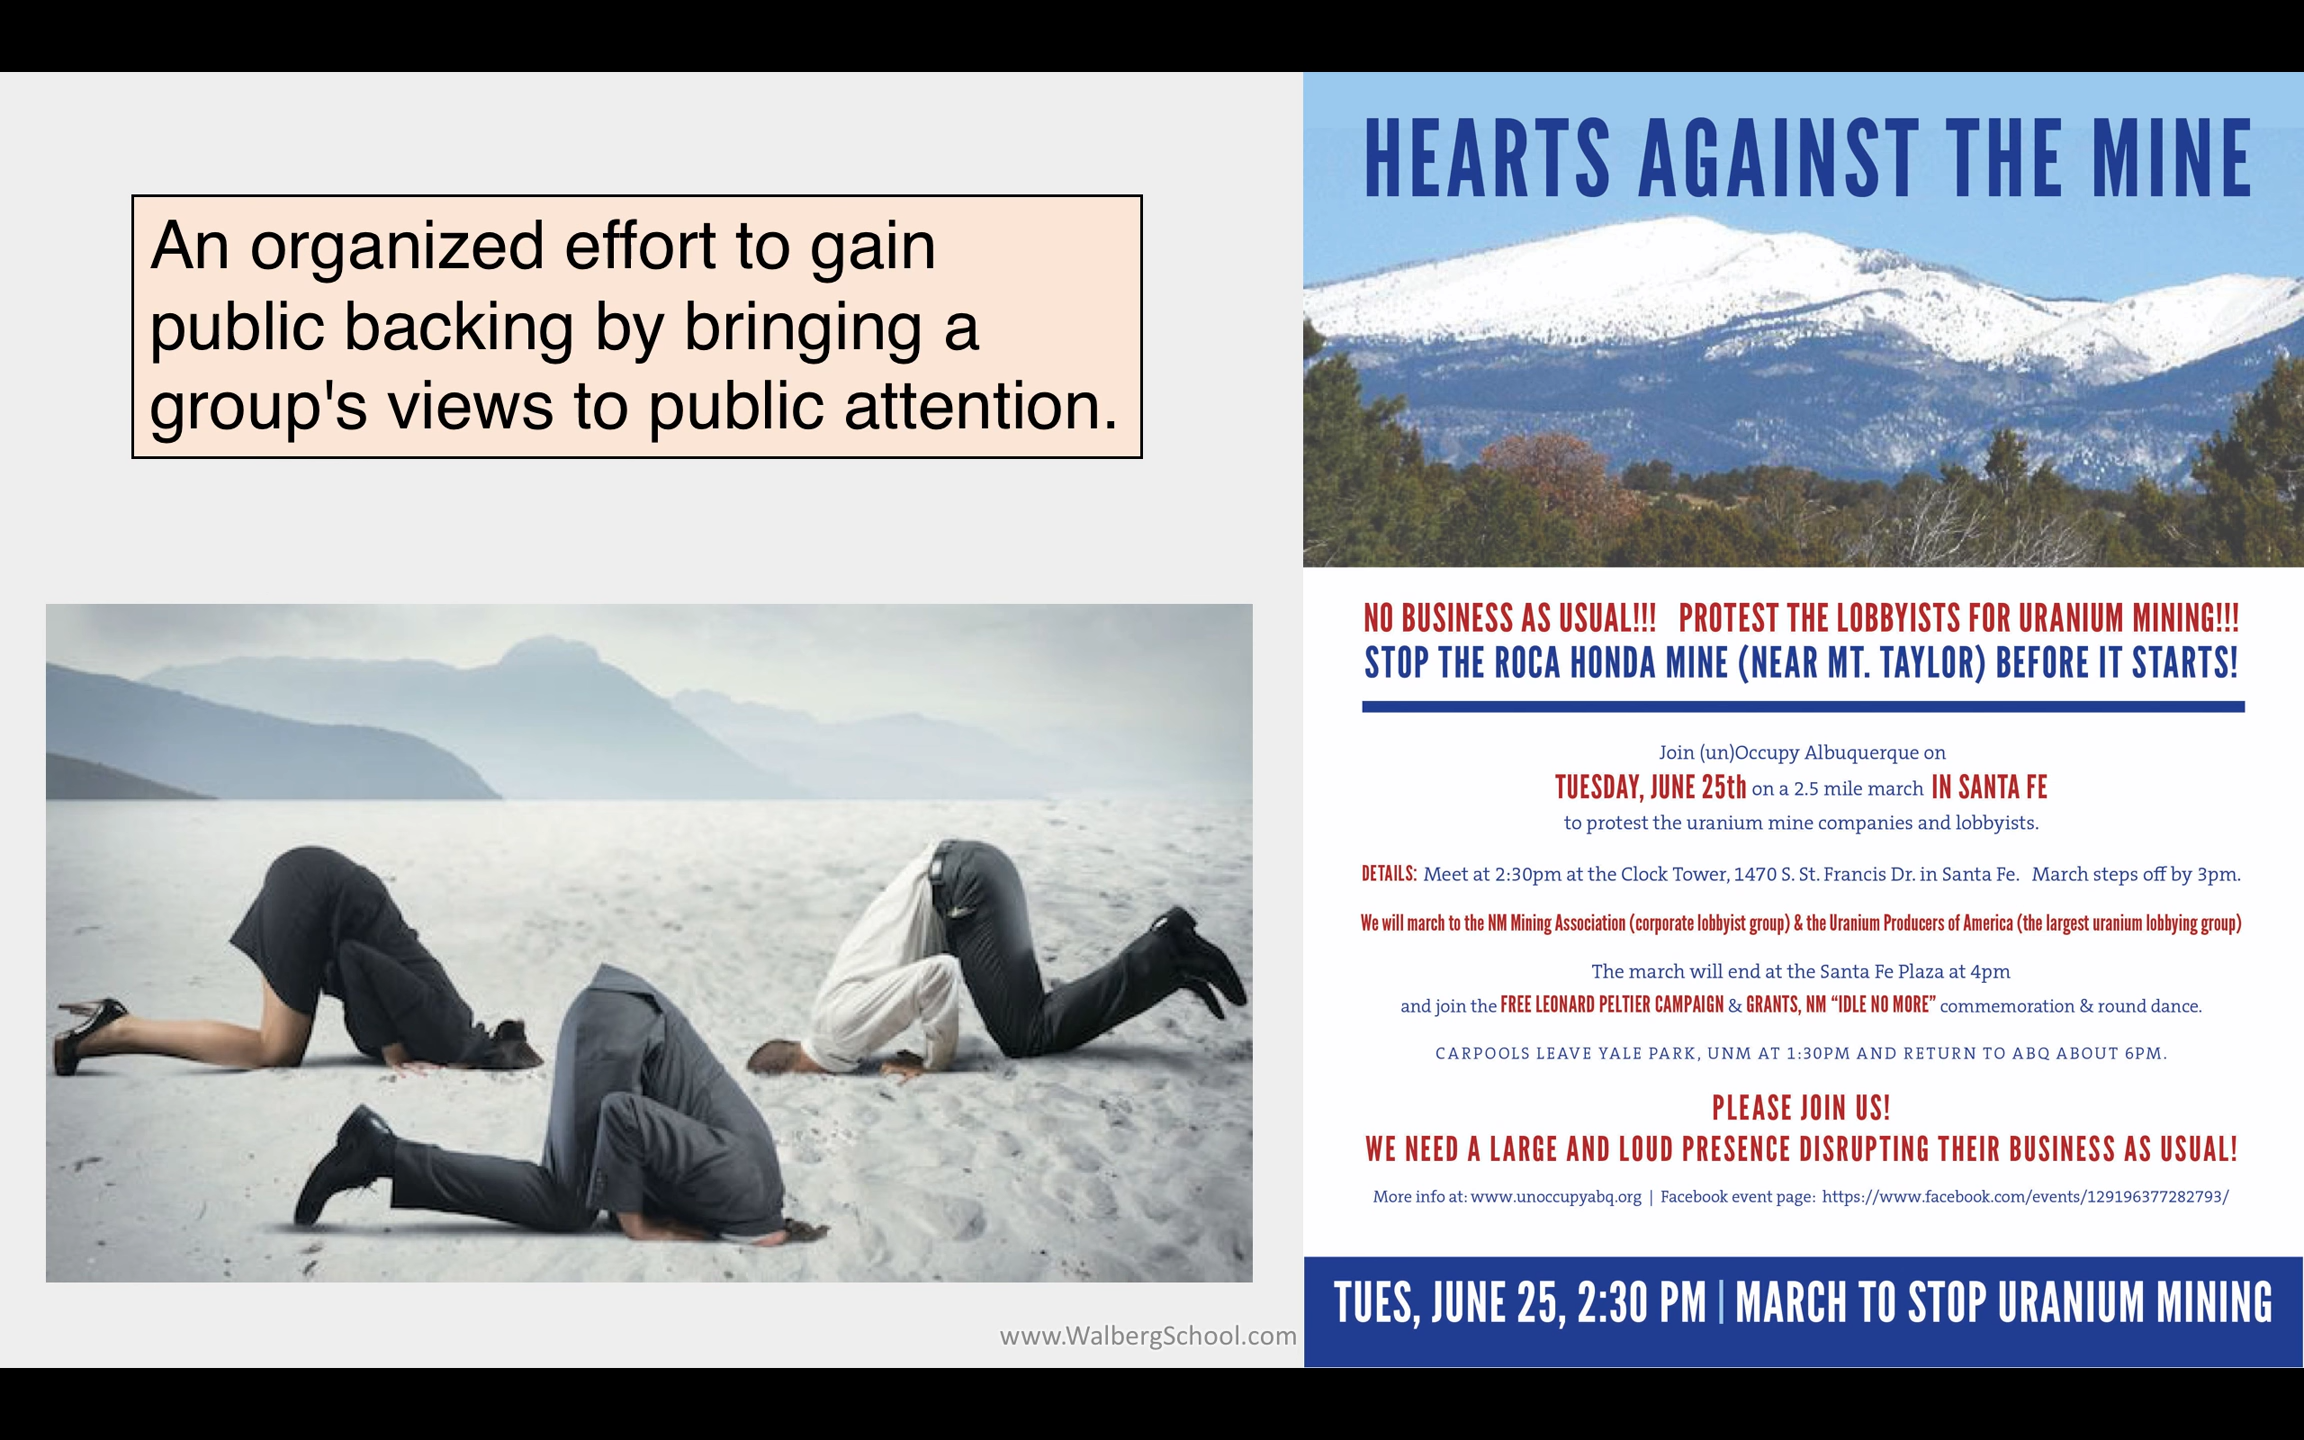 An organized effort to gain
public backing by bringing a
group's views to public attention.
www.WalbergSchool.com
HEARTS AGAINST THE MINE
NO BUSINESS AS USUAL!!! PROTEST THE LOBBYISTS FOR URANIUM MINING!!!
STOP THE ROCA HONDA MINE (NEAR MT. TAYLOR) BEFORE IT STARTS!
Join (un)Occupy Albuquerque on
TUESDAY, JUNE 25th on a 2.5 mile march IN SANTA FE
to protest the uranium mine companies and lobbyists.
DETAILS: Meet at 2:30pm at the Clock Tower, 1470 S. St. Francis Dr. in Santa Fe. March steps off by 3pm.
We will march to the NM Mining Association (corporate lobbyist group) & the Uranium Producers of America (the largest uranium lobbying group)
The march will end at the Santa Fe Plaza at 4pm
and join the FREE LEONARD PELTIER CAMPAIGN & GRANTS, NM “IDLE NO MORE” commemoration & round dance.
CARPOOLS LEAVE YALE PARK, UNM AT 1:30PM AND RETURN TO ABQ ABOUT 6PM.
PLEASE JOIN US!
WE NEED A LARGE AND LOUD PRESENCE DISRUPTING THEIR BUSINESS AS USUAL!
More info at: www.unoccupyabq.org | Facebook event page: https://www.facebook.com/events/129196377282793/
TUES, JUNE 25, 2:30 PM | MARCH TO STOP URANIUM MINING